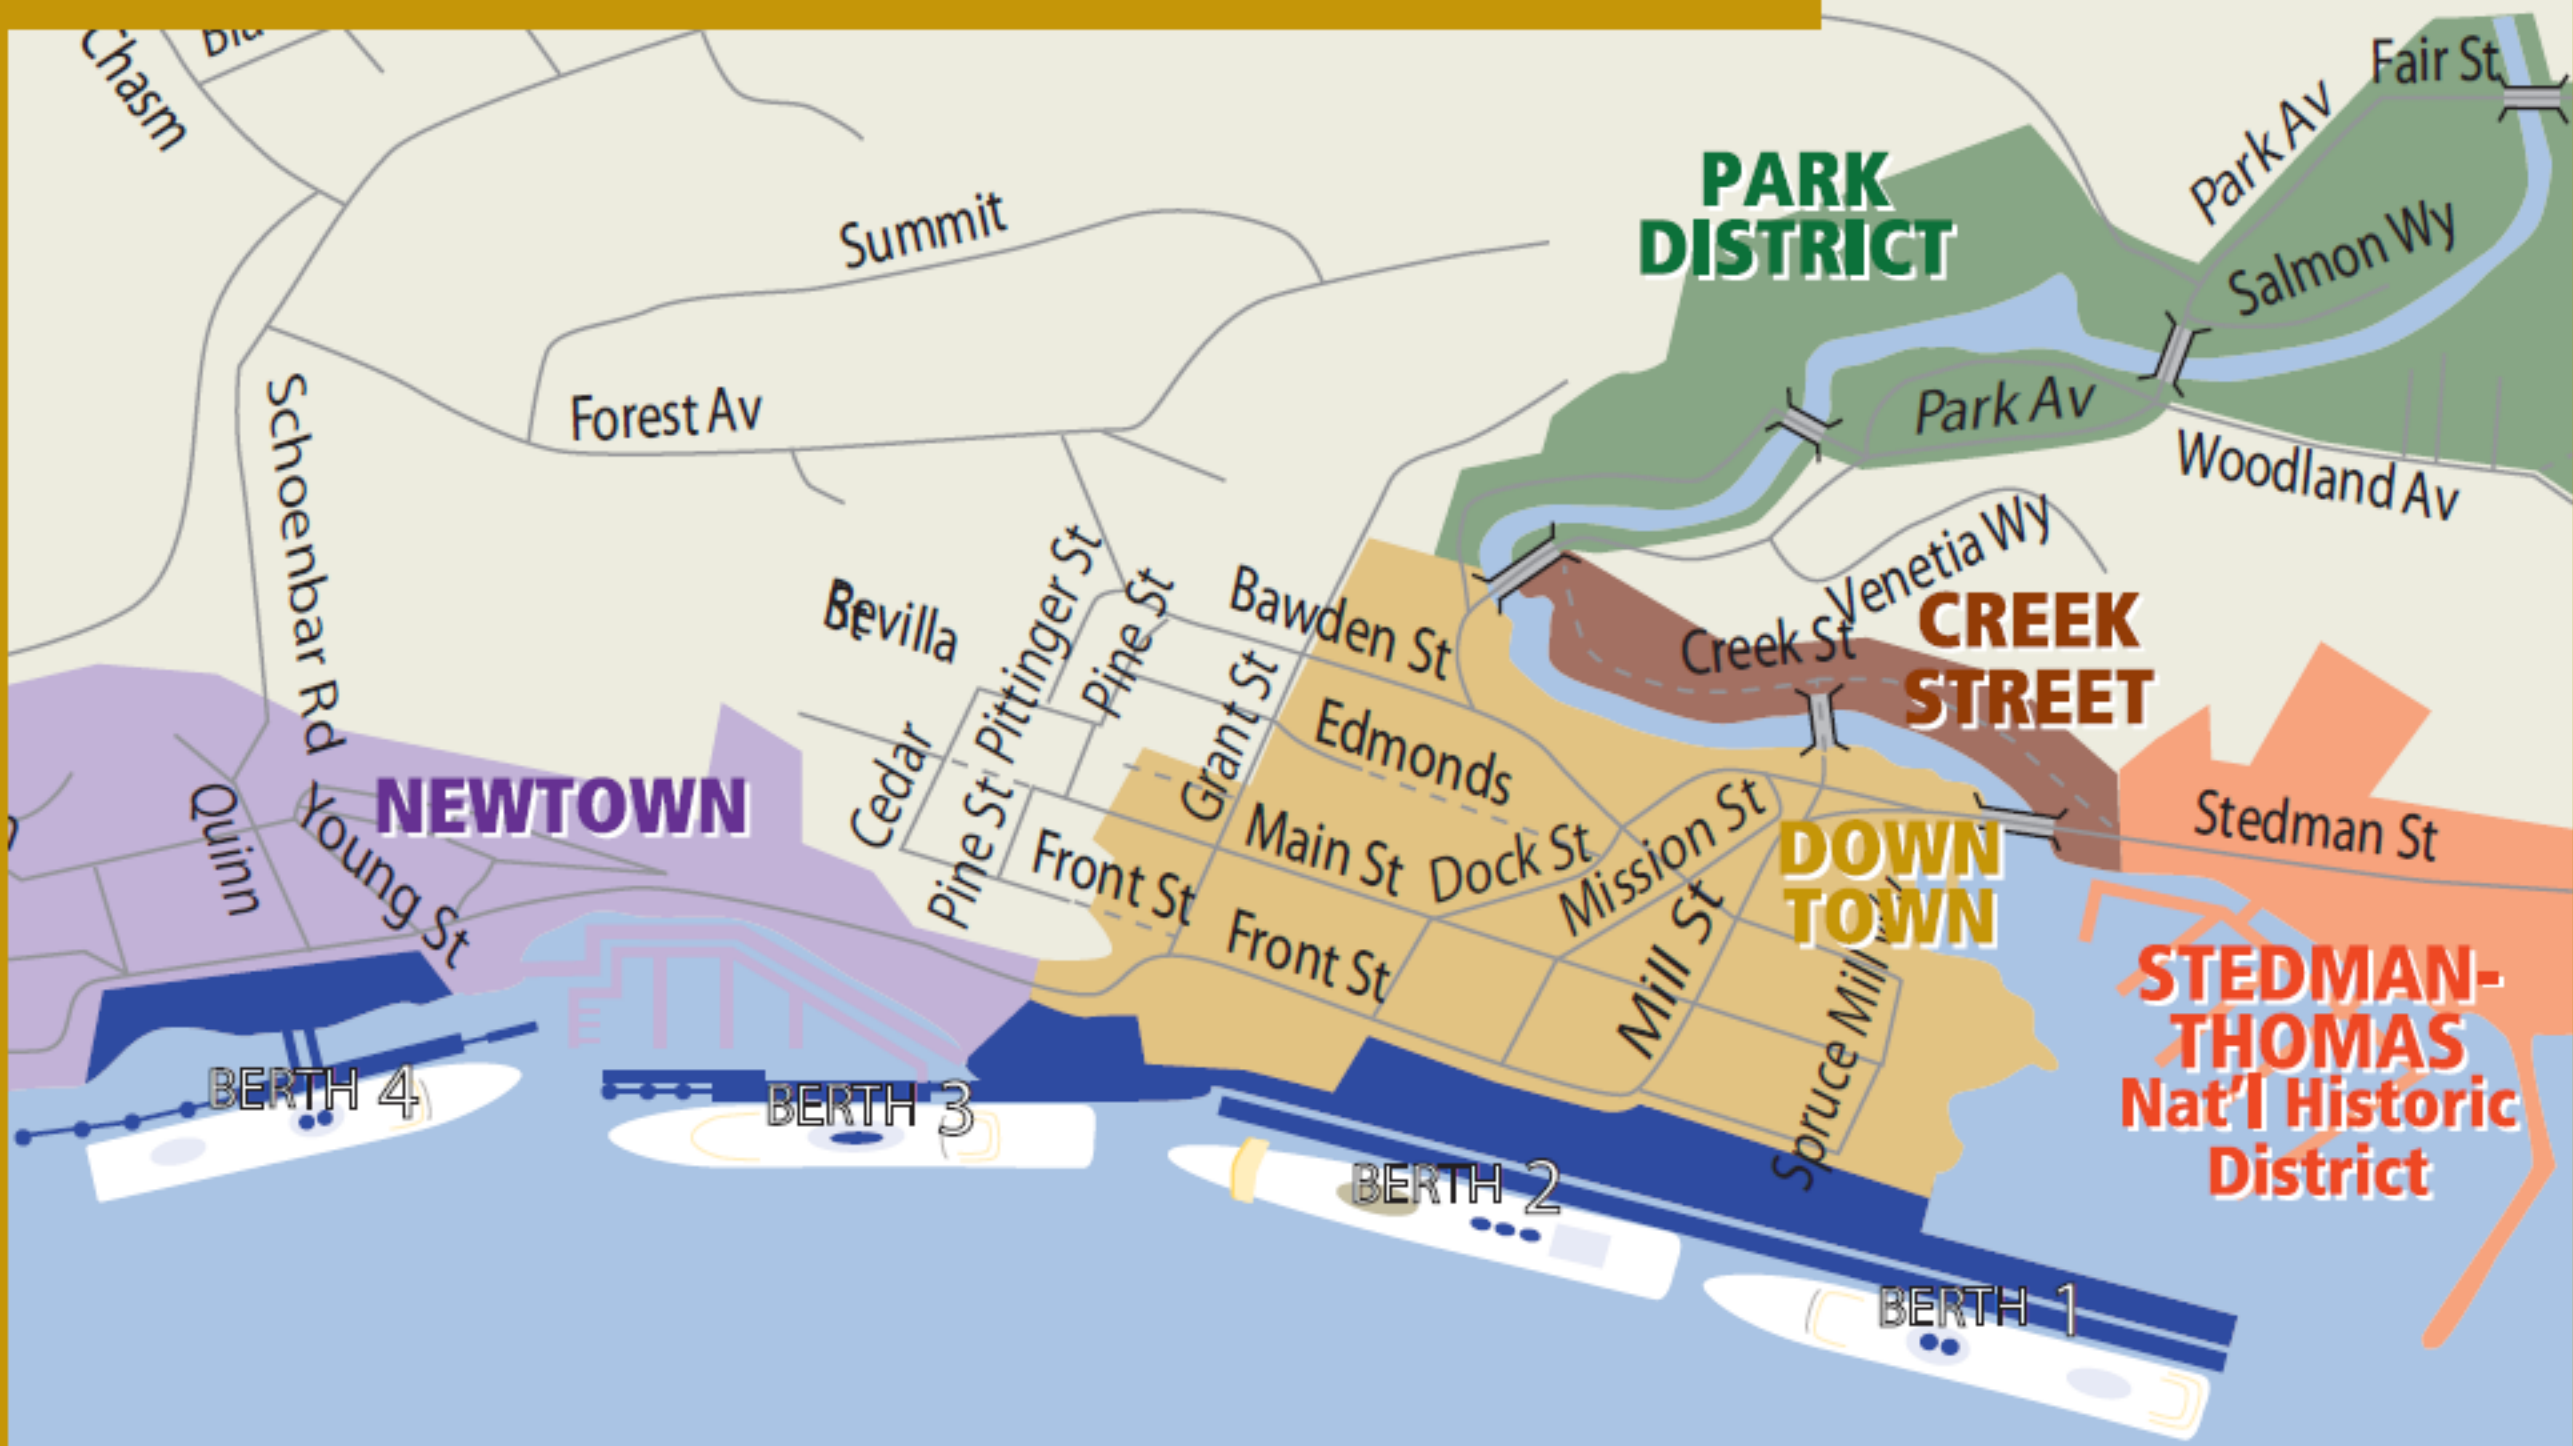 Chasm
Fair St
Park Av
PARK
DISTRICT
Salmon Wy
Summit
Schoenbar Rd
Forest Av
Park Av
Woodland Av
Venetia Wy
Pittinger St
Pine St
Bawden St
Revilla
St
Creek St
CREEK
STREET
Grant St
Edmonds
Cedar
NEWTOWN
Quinn
Young St
Pine St
Front St
Main St
Dock St
Mission St
DOWN
TOWN
Stedman St
Front St
Mill St
Spruce Mill
STEDMAN-
THOMAS
Nat'l Historic
District
BERTH 4
BERTH 3
BERTH 2
BERTH 1